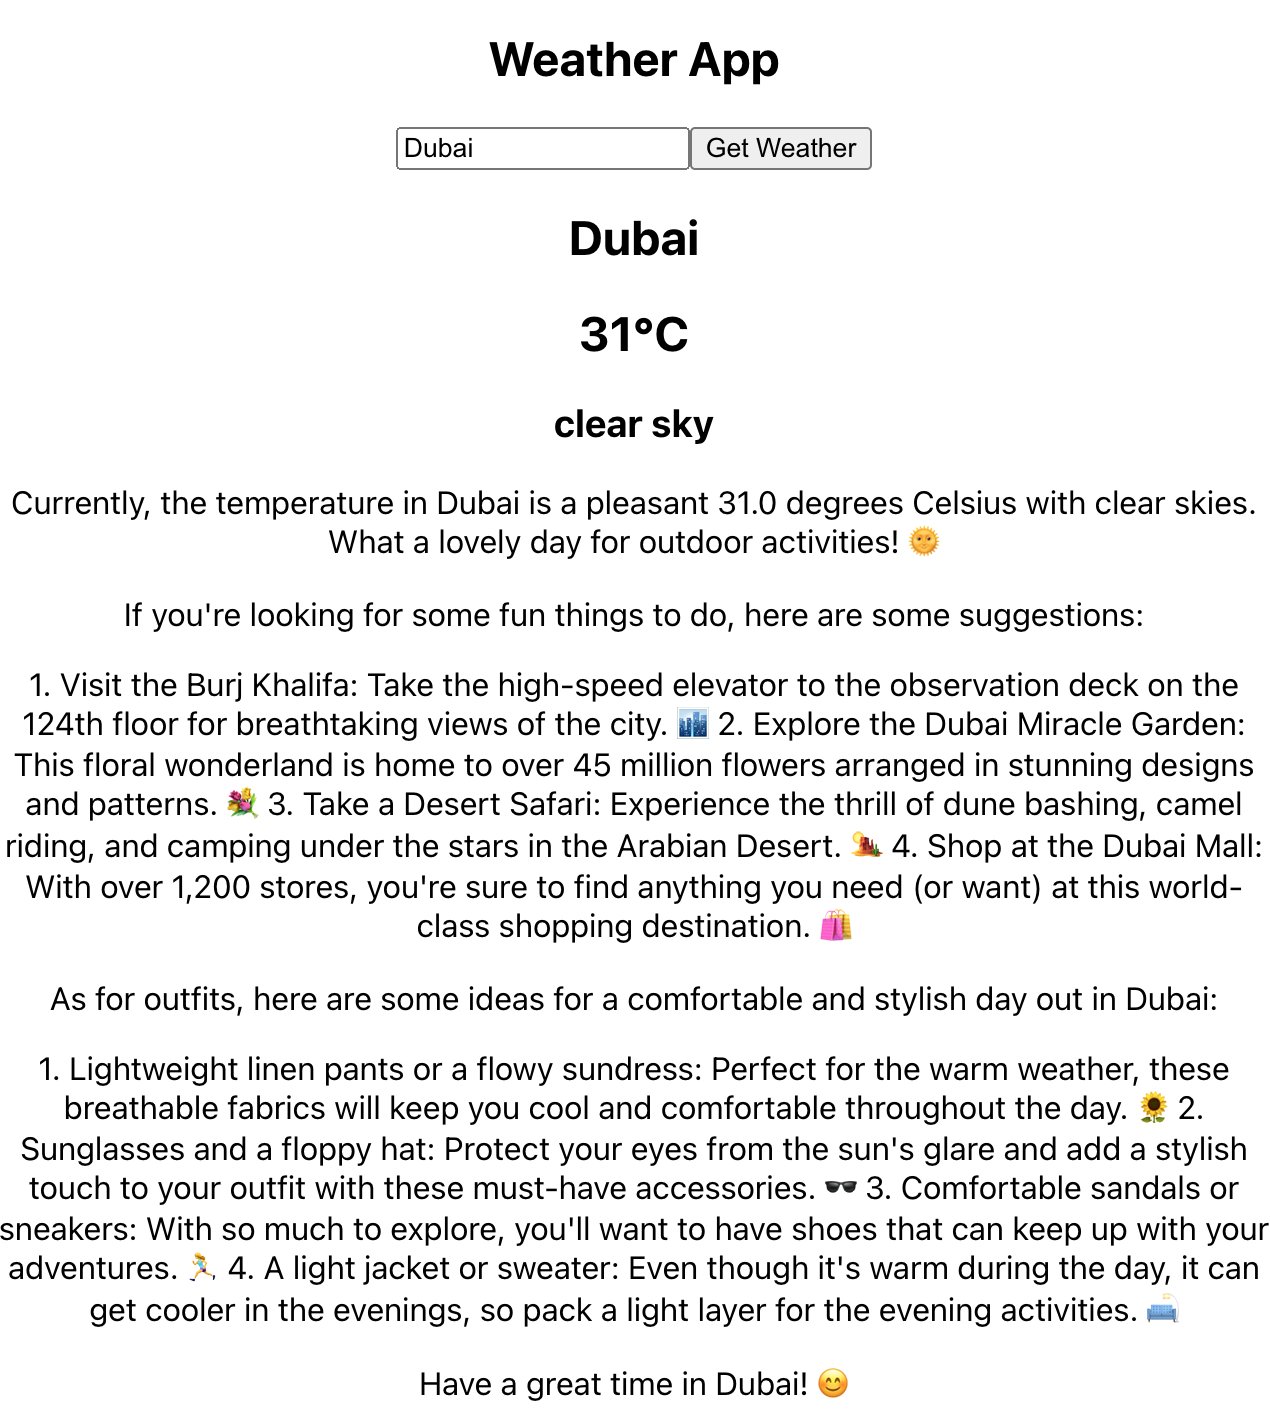 Weather App
Dubai Get Weather
Dubai
31°C
clear sky
Currently, the temperature in Dubai is a pleasant 31.0 degrees Celsius with clear skies.
What a lovely day for outdoor activities! 🌞
If you're looking for some fun things to do, here are some suggestions:
1. Visit the Burj Khalifa: Take the high-speed elevator to the observation deck on the
124th floor for breathtaking views of the city. 🏙️ 2. Explore the Dubai Miracle Garden:
This floral wonderland is home to over 45 million flowers arranged in stunning designs
and patterns. 💐 3. Take a Desert Safari: Experience the thrill of dune bashing, camel
riding, and camping under the stars in the Arabian Desert. 🏜️ 4. Shop at the Dubai Mall:
With over 1,200 stores, you're sure to find anything you need (or want) at this world-
class shopping destination. 🛍️
As for outfits, here are some ideas for a comfortable and stylish day out in Dubai:
1. Lightweight linen pants or a flowy sundress: Perfect for the warm weather, these
breathable fabrics will keep you cool and comfortable throughout the day. 🌻 2.
Sunglasses and a floppy hat: Protect your eyes from the sun's glare and add a stylish
touch to your outfit with these must-have accessories. 🕶️ 3. Comfortable sandals or
sneakers: With so much to explore, you'll want to have shoes that can keep up with your
adventures. 🏃‍♀️ 4. A light jacket or sweater: Even though it's warm during the day, it can
get cooler in the evenings, so pack a light layer for the evening activities. 🛋️
Have a great time in Dubai! 😊